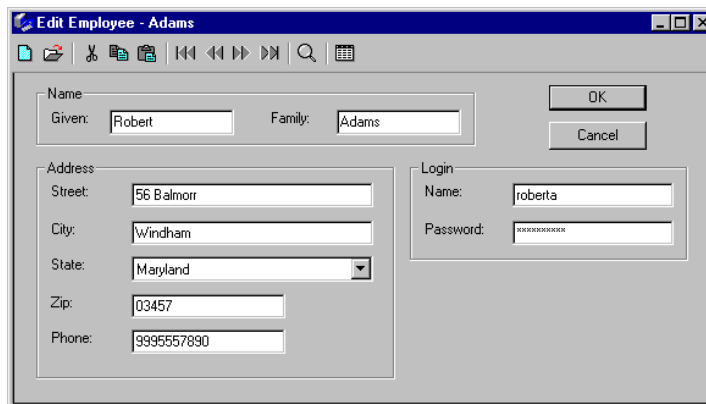 Edit Employee - Adams
Name
Given: Robert Family: Adams
OK
Cancel
Address
Street: 56 Balmorr
City: Windham
State: Maryland
Zip: 03457
Phone: 9995557890
Login
Name: roberta
Password: **********